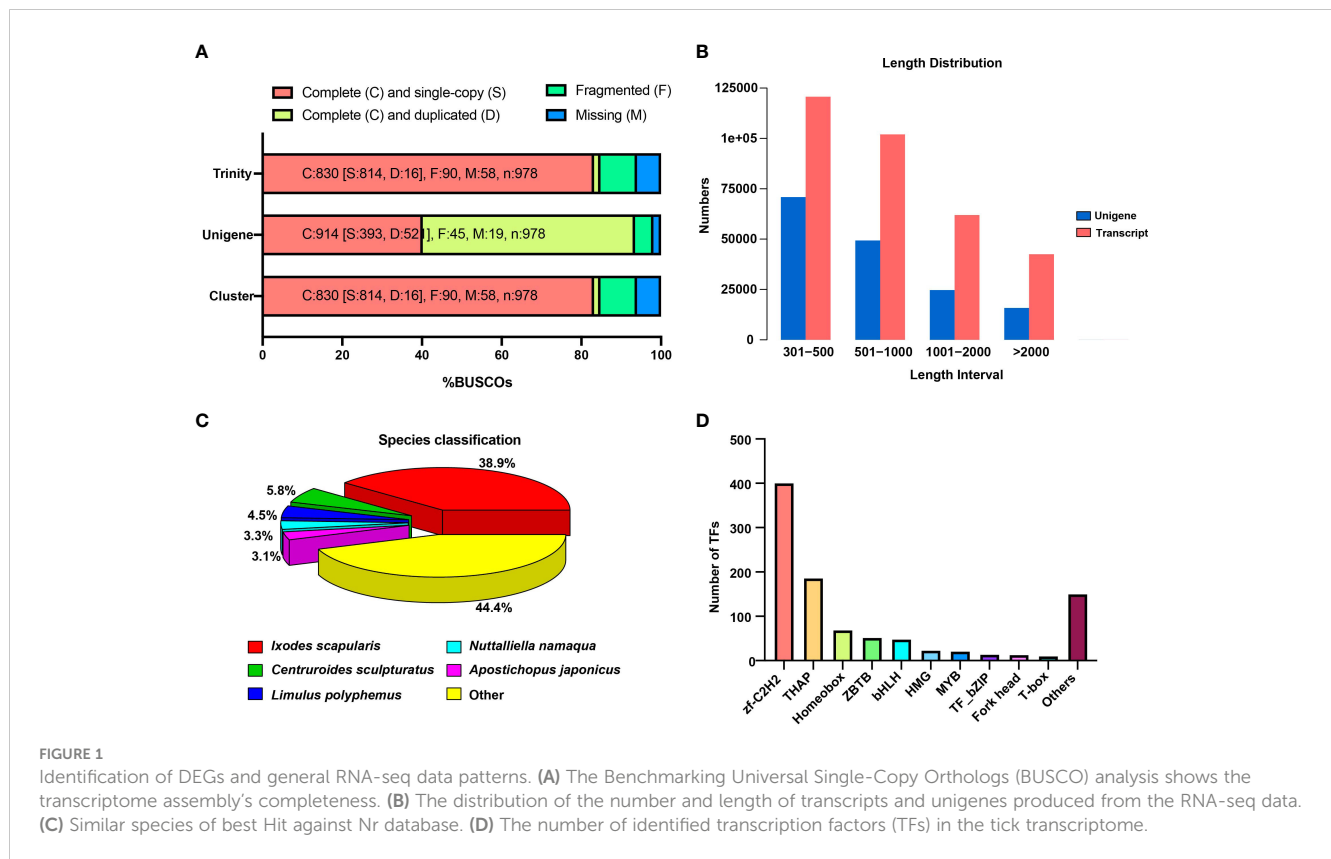 A
Complete (C) and single-copy (S)
Fragmented (F)
Complete (C) and duplicated (D)
Missing (M)
Trinity
C:830 [S:814, D:16], F:90, M:58, n:978
Unigene
C:914 [S:393, D:521], F:45, M:19, n:978
Cluster
C:830 [S:814, D:16], F:90, M:58, n:978
0 20 40 60 80 100
%BUSCOs
B
Length Distribution
Numbers
125000
1e+05
75000
50000
25000
0
301−500 501−1000 1001−2000 >2000
Length Interval
Unigene
Transcript
C
Species classification
38.9%
5.8%
4.5%
3.3%
3.1%
44.4%
Ixodes scapularis
Nuttalliella namaqua
Centruroides sculpturatus
Apostichopus japonicus
Limulus polyphemus
Other
D
Number of TFs
500
400
300
200
100
0
zf-C2H2
THAP
Homeobox
ZBTB
bHLH
HMG
MYB
TF_bZIP
Fork head
T-box
Others
FIGURE 1
Identification of DEGs and general RNA-seq data patterns. (A) The Benchmarking Universal Single-Copy Orthologs (BUSCO) analysis shows the
transcriptome assembly’s completeness. (B) The distribution of the number and length of transcripts and unigenes produced from the RNA-seq data.
(C) Similar species of best Hit against Nr database. (D) The number of identified transcription factors (TFs) in the tick transcriptome.